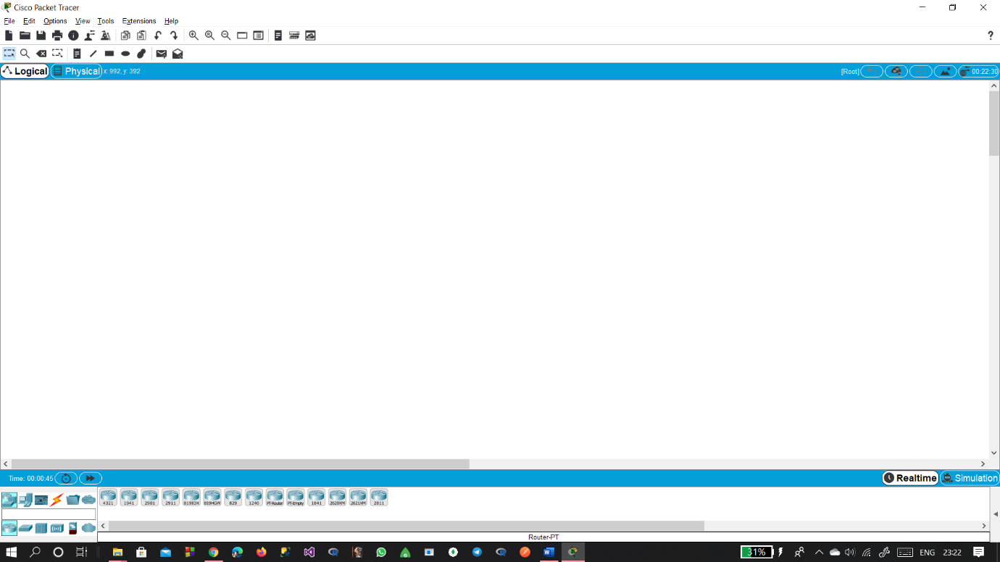 Cisco Packet Tracer
File Edit Options View Tools Extensions Help
?
Logical Physical x: 992, y: 392 [Root] 00:22:30
Time: 00:00:45 Realtime Simulation
4321 1941 2901 2911 819IOX 819HGW 829 1240 PT-Router PT-Empty 1841 2620XM 2621XM 2811
Router-PT
31% ENG 23:22